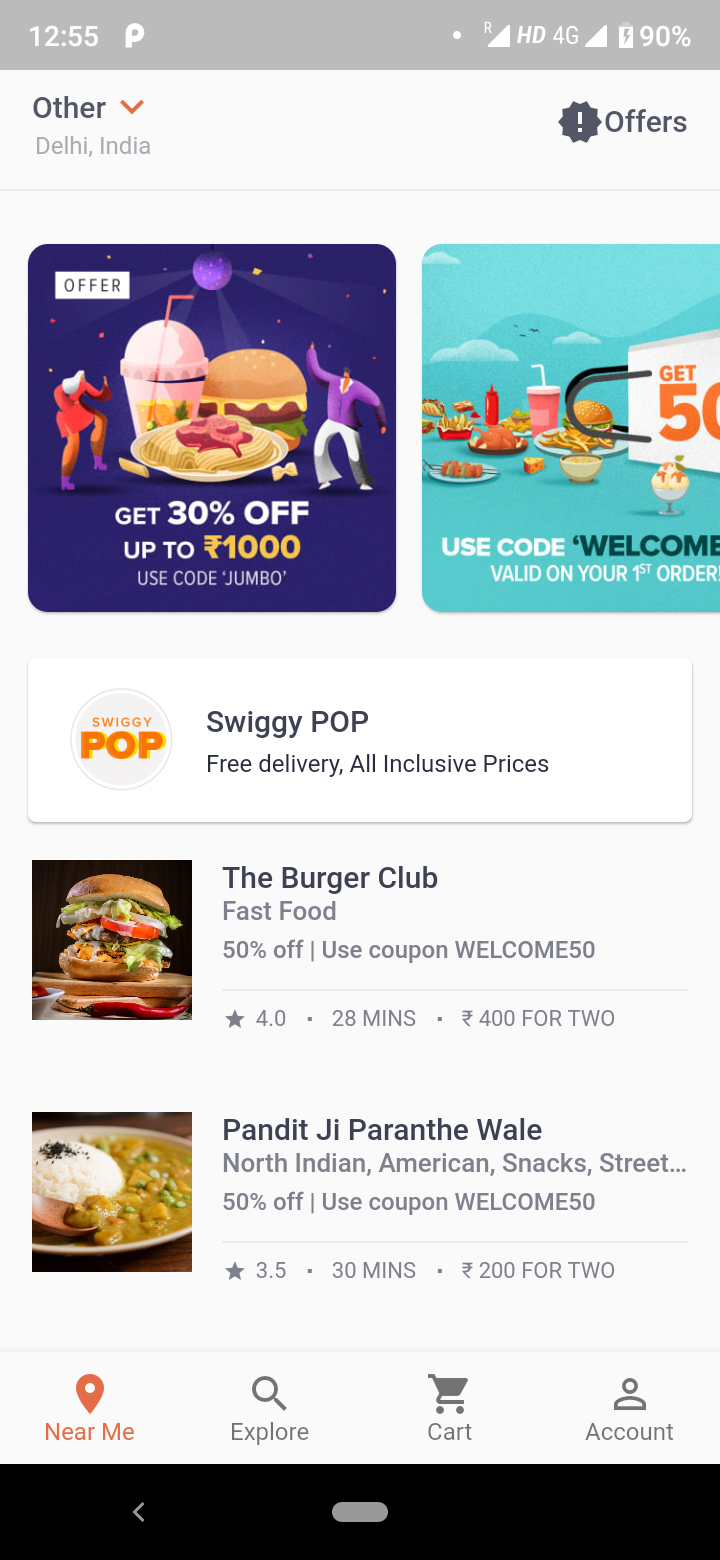 12:55
R HD 4G 90%
Other
Delhi, India
Offers
OFFER
GET 30% OFF
UP TO ₹1000
USE CODE ‘JUMBO’
GET
USE CODE ‘WELCOME
VALID ON YOUR 1ST ORDER!
SWIGGY
POP
Swiggy POP
Free delivery, All Inclusive Prices
The Burger Club
Fast Food
50% off | Use coupon WELCOME50
4.0 · 28 MINS · ₹ 400 FOR TWO
Pandit Ji Paranthe Wale
North Indian, American, Snacks, Street...
50% off | Use coupon WELCOME50
3.5 · 30 MINS · ₹ 200 FOR TWO
Near Me
Explore
Cart
Account